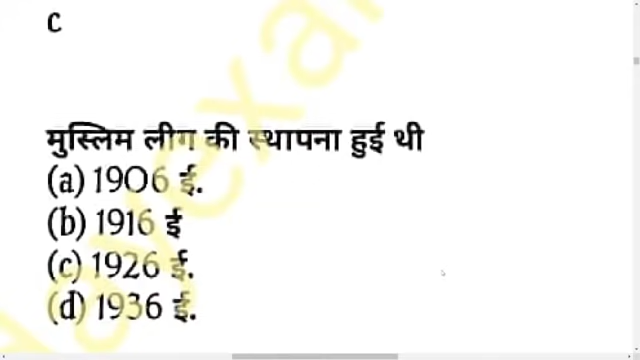 C
मुस्लिम लीग की स्थापना हुई थी
(a) 1906 ई.
(b) 1916 ई
(c) 1926 ई.
(d) 1936 ई.